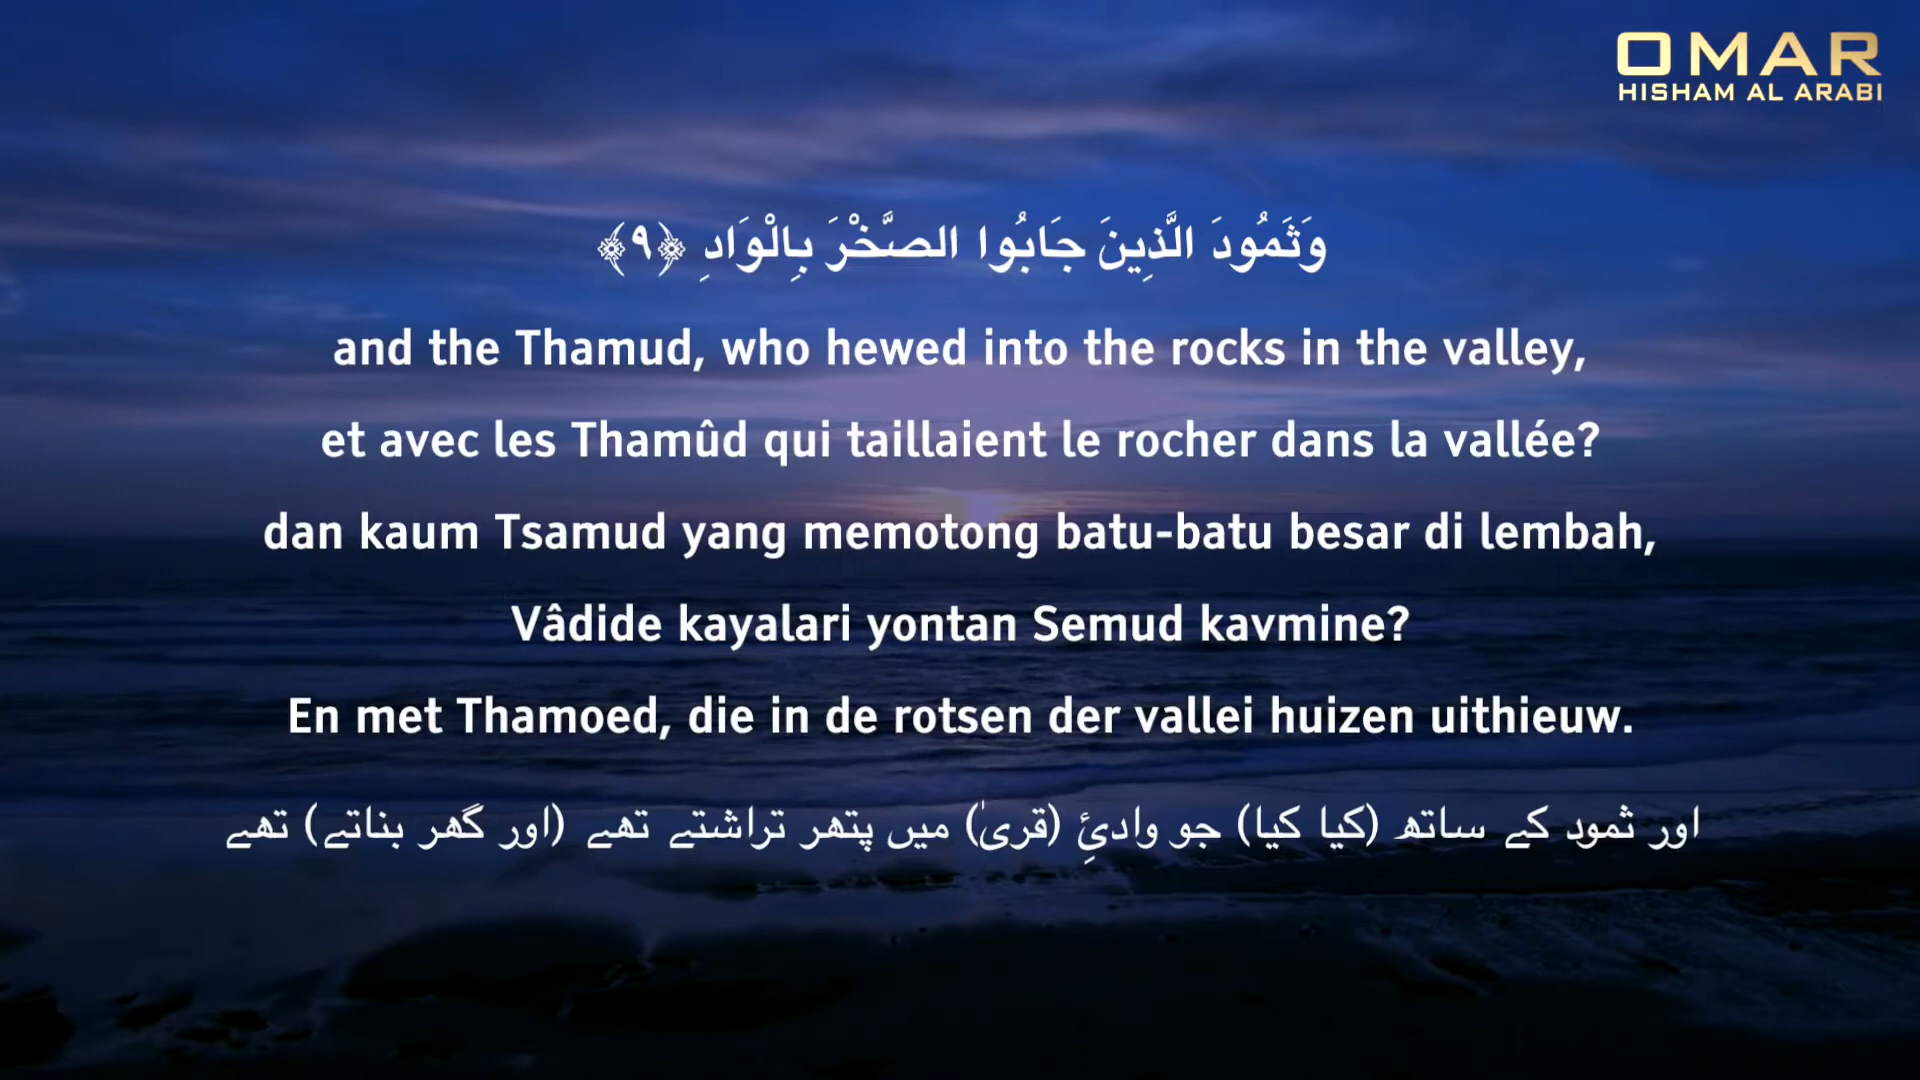 OMAR
HISHAM AL ARABI
وَثَمُودَ الَّذِينَ جَابُوا الصَّخْرَ بِالْوَادِ ﴿٩﴾
and the Thamud, who hewed into the rocks in the valley,
et avec les Thamûd qui taillaient le rocher dans la vallée?
dan kaum Tsamud yang memotong batu-batu besar di lembah,
Vâdide kayalari yontan Semud kavmine?
En met Thamoed, die in de rotsen der vallei huizen uithieuw.
اور ثمود کے ساتھ (کیا کیا) جو وادئِ (قریٰ) میں پتھر تراشتے تھے (اور گھر بناتے) تھے